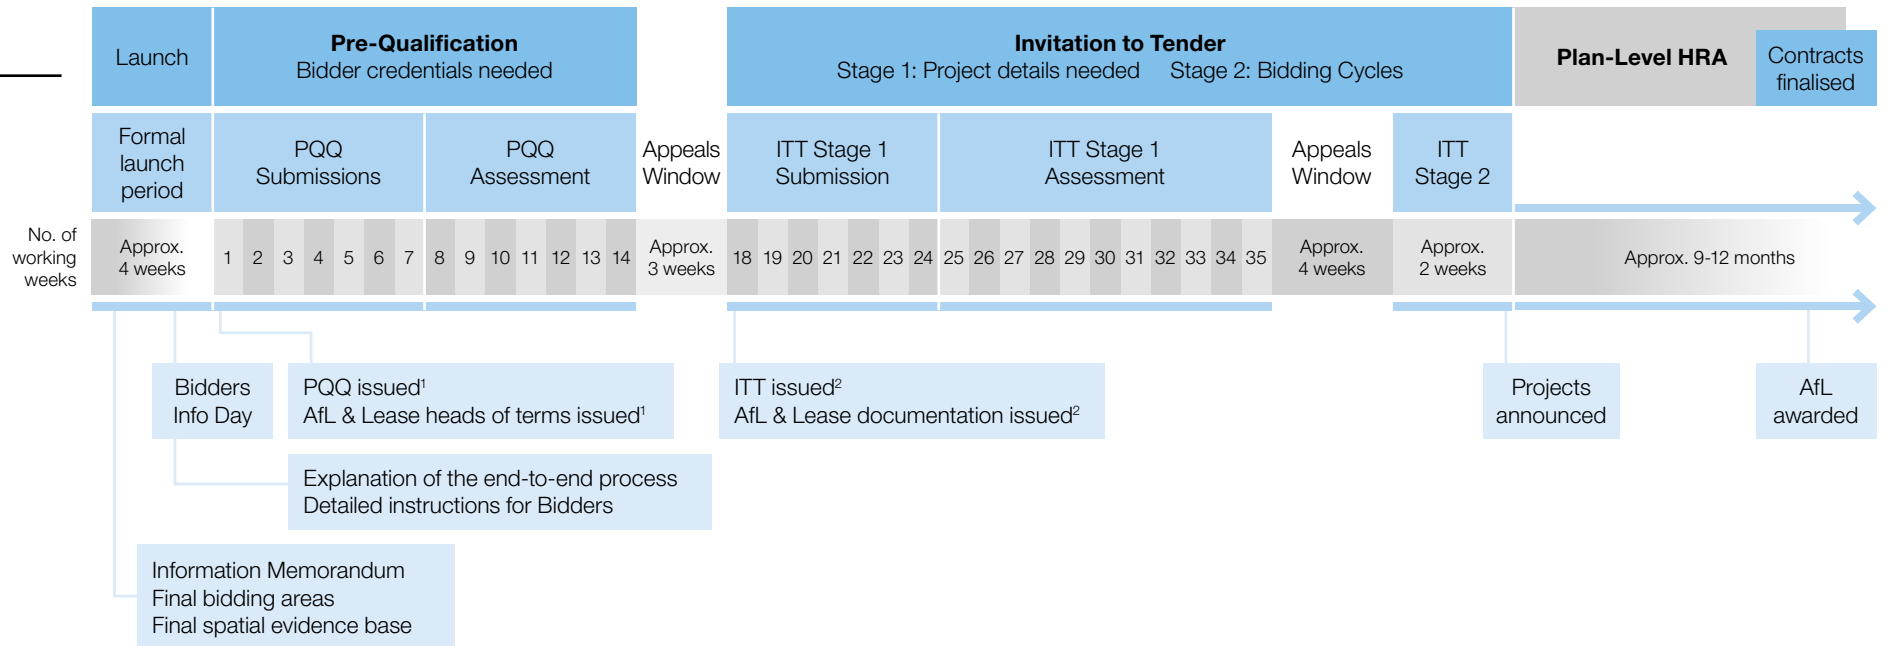 Launch
Pre-Qualification
Bidder credentials needed
Invitation to Tender
Stage 1: Project details needed Stage 2: Bidding Cycles
Plan-Level HRA
Contracts
finalised
Formal
launch
period
PQQ
Submissions
PQQ
Assessment
Appeals
Window
ITT Stage 1
Submission
ITT Stage 1
Assessment
Appeals
Window
ITT
Stage 2
No. of
working
weeks
Approx.
4 weeks
1 2 3 4 5 6 7 8 9 10 11 12 13 14
Approx.
3 weeks
18 19 20 21 22 23 24 25 26 27 28 29 30 31 32 33 34 35
Approx.
4 weeks
Approx.
2 weeks
Approx. 9-12 months
Bidders
Info Day
PQQ issued¹
AfL & Lease heads of terms issued¹
ITT issued²
AfL & Lease documentation issued²
Projects
announced
AfL
awarded
Explanation of the end-to-end process
Detailed instructions for Bidders
Information Memorandum
Final bidding areas
Final spatial evidence base